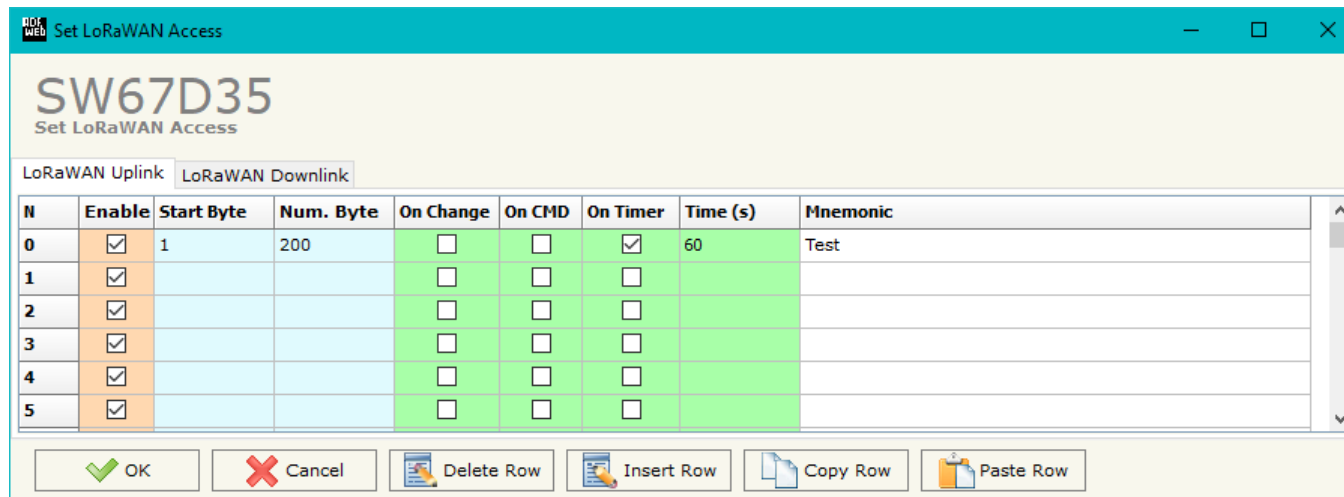 ADF WEB Set LoRaWAN Access
SW67D35
Set LoRaWAN Access
LoRaWAN Uplink LoRaWAN Downlink
N Enable Start Byte Num. Byte On Change On CMD On Timer Time (s) Mnemonic
0 1 200 60 Test
1
2
3
4
5
OK Cancel Delete Row Insert Row Copy Row Paste Row